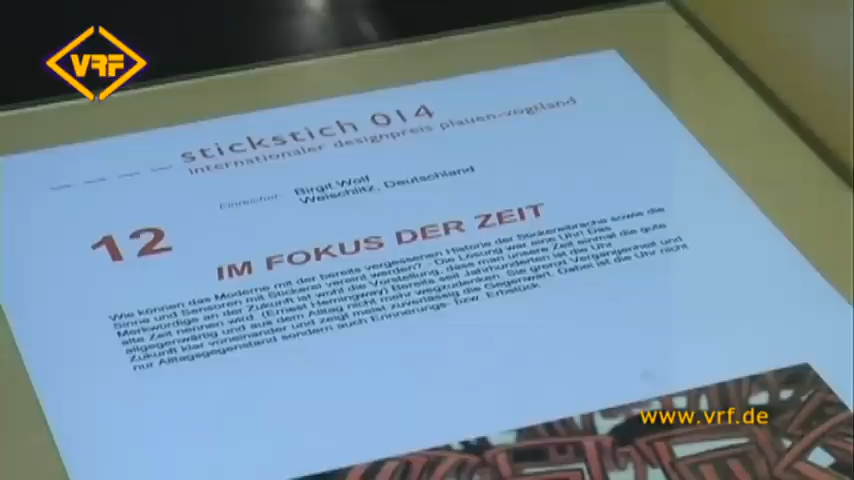 VRF
stickstich 014
internationaler designpreis plauen-vogtland
Einreicher: Birgit Wolf
Weischlitz, Deutschland
12
IM FOKUS DER ZEIT
Wie können das Moderne mit der bereits vergessenen Historie der Stickereibrache sowie die
Sinne und Sensoren mit Stickerei vereint werden? - Die Lösung war eine Uhr! Das
Merkwürdige an der Zukunft ist wohl die Vorstellung, dass man unsere Zeit einmal die gute
alte Zeit nennen wird. (Ernest Hemingway) Bereits seit Jahrhunderten ist die Uhr
allgegenwärtig und aus dem Alltag nicht mehr wegzudenken. Sie grenzt Vergangenheit und
Zukunft klar voneinander und zeigt meist zuverlässig die Gegenwart. Dabei ist die Uhr nicht
nur Alltagsgegenstand sondern auch Erinnerungs- bzw. Erbstück.
www.vrf.de